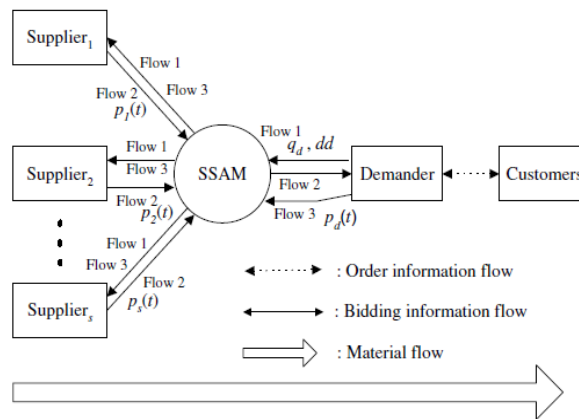 Supplier₁
Flow 1
Flow 2
Flow 3
p₁(t)
Flow 1
q_d , dd
Flow 1
Supplier₂
Flow 3
SSAM
Flow 2
Demander
Customers
Flow 2
p₂(t)
Flow 3
p_d(t)
Flow 1
Flow 3
Flow 2
Supplierₛ
pₛ(t)
: Order information flow
: Bidding information flow
: Material flow